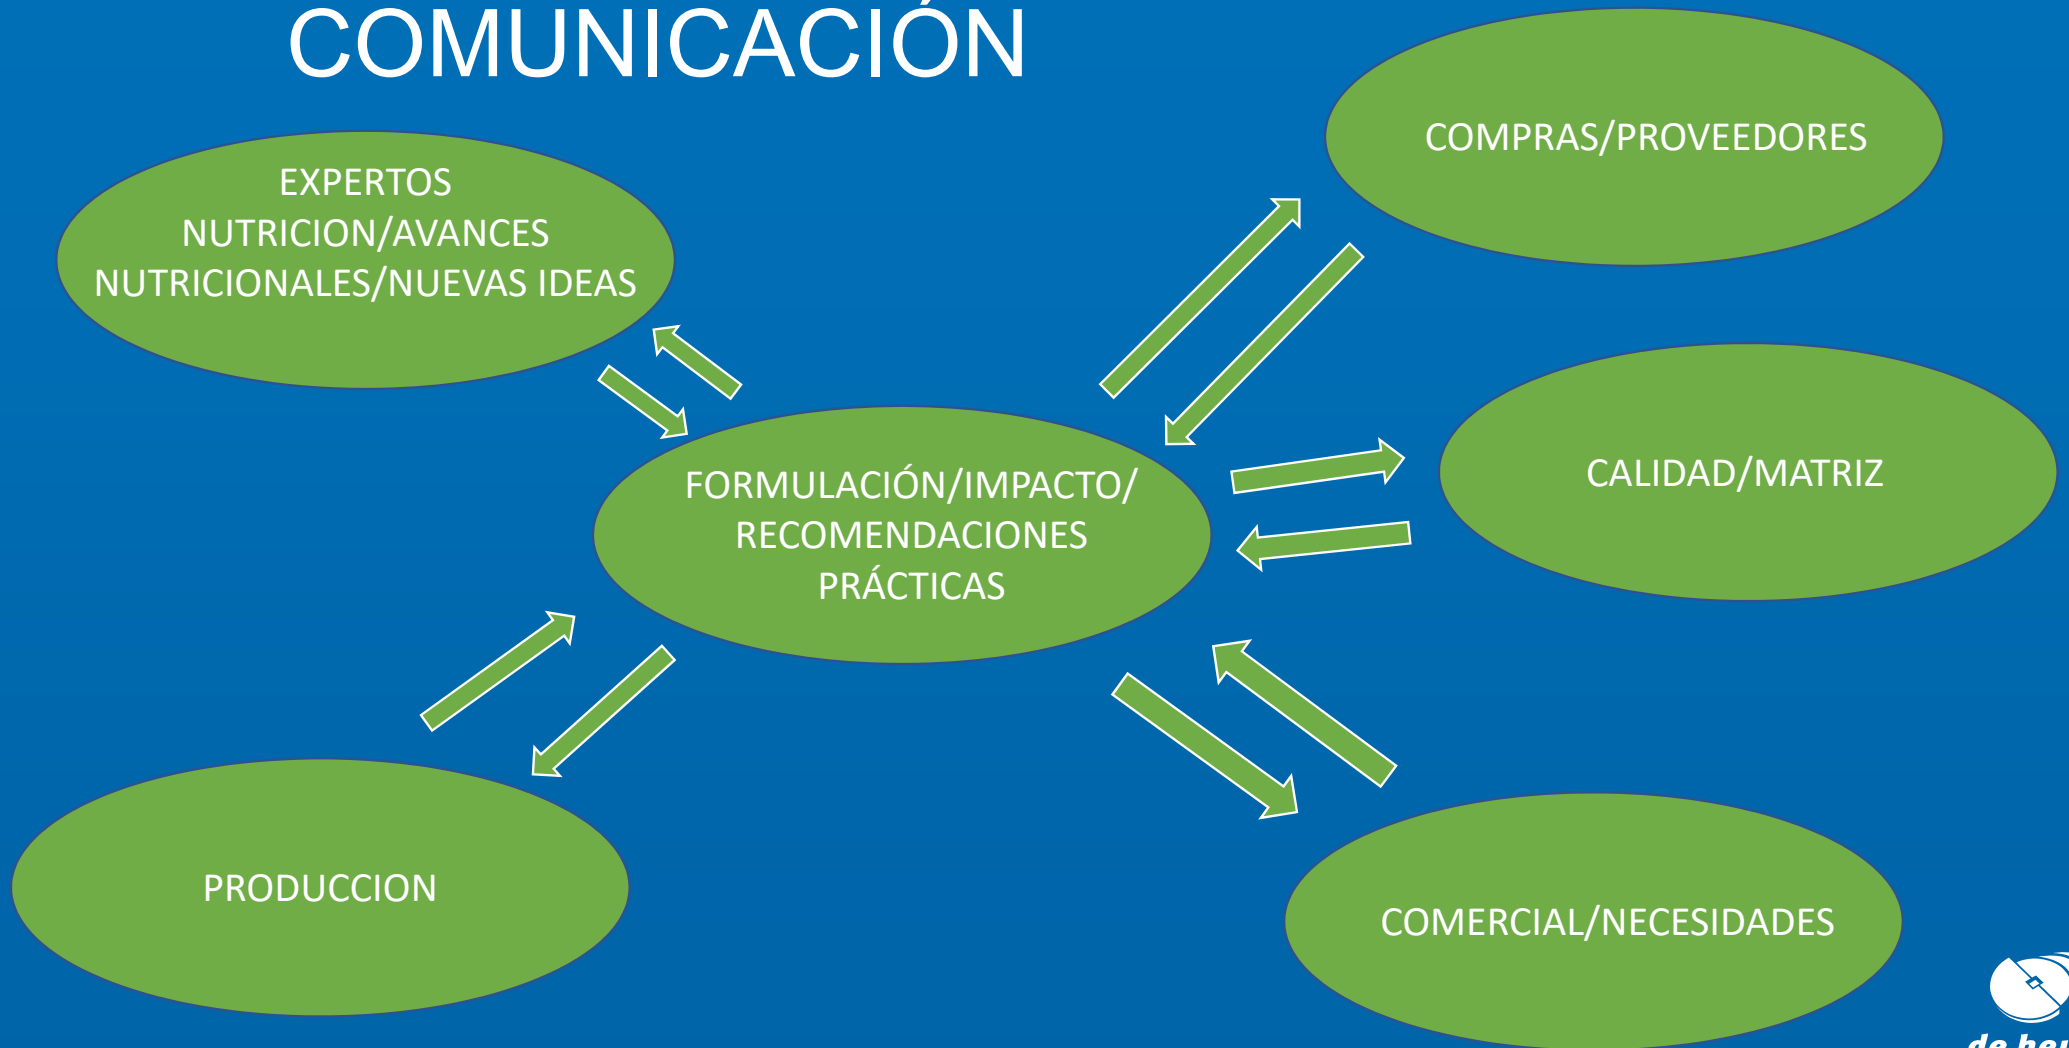 COMUNICACIÓN
EXPERTOS
NUTRICION/AVANCES
NUTRICIONALES/NUEVAS IDEAS
COMPRAS/PROVEEDORES
FORMULACIÓN/IMPACTO/
RECOMENDACIONES
PRÁCTICAS
CALIDAD/MATRIZ
PRODUCCION
COMERCIAL/NECESIDADES